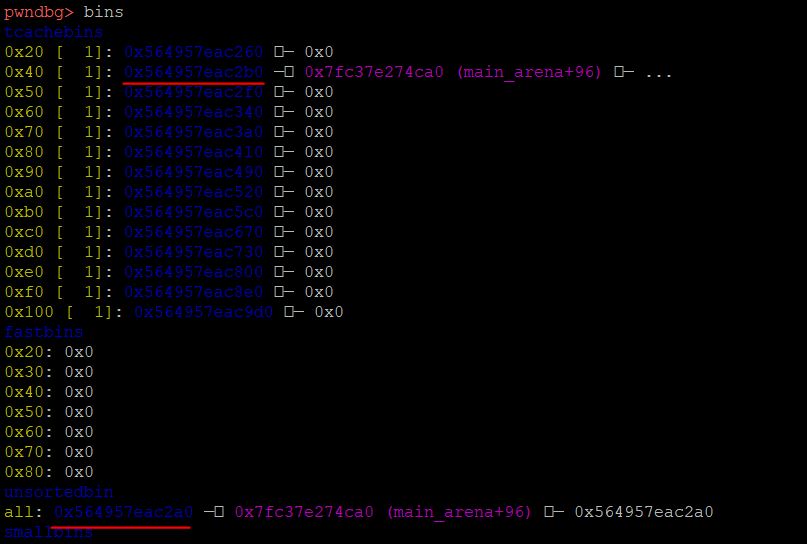 pwndbg> bins
tcachebins
0x20 [  1]: 0x564957eac260 □— 0x0
0x40 [  1]: 0x564957eac2b0 —□ 0x7fc37e274ca0 (main_arena+96) □— ...
0x50 [  1]: 0x564957eac2f0 □— 0x0
0x60 [  1]: 0x564957eac340 □— 0x0
0x70 [  1]: 0x564957eac3a0 □— 0x0
0x80 [  1]: 0x564957eac410 □— 0x0
0x90 [  1]: 0x564957eac490 □— 0x0
0xa0 [  1]: 0x564957eac520 □— 0x0
0xb0 [  1]: 0x564957eac5c0 □— 0x0
0xc0 [  1]: 0x564957eac670 □— 0x0
0xd0 [  1]: 0x564957eac730 □— 0x0
0xe0 [  1]: 0x564957eac800 □— 0x0
0xf0 [  1]: 0x564957eac8e0 □— 0x0
0x100 [  1]: 0x564957eac9d0 □— 0x0
fastbins
0x20: 0x0
0x30: 0x0
0x40: 0x0
0x50: 0x0
0x60: 0x0
0x70: 0x0
0x80: 0x0
unsortedbin
all: 0x564957eac2a0 —□ 0x7fc37e274ca0 (main_arena+96) □— 0x564957eac2a0
smallbins